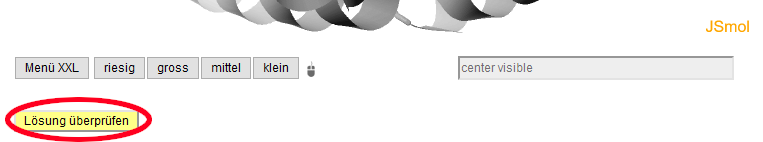 JSmol
Menü XXL riesig gross mittel klein center visible
Lösung überprüfen